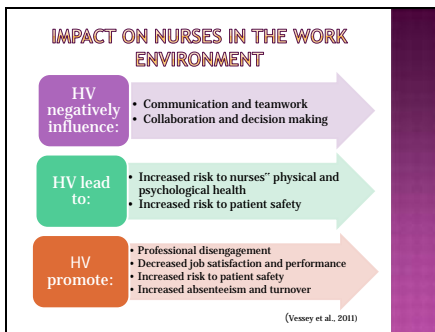 IMPACT ON NURSES IN THE WORK
ENVIRONMENT
HV
negatively
influence:
• Communication and teamwork
• Collaboration and decision making
HV lead
to:
• Increased risk to nurses" physical and
psychological health
• Increased risk to patient safety
HV
promote:
• Professional disengagement
• Decreased job satisfaction and performance
• Increased risk to patient safety
• Increased absenteeism and turnover
(Vessey et al., 2011)